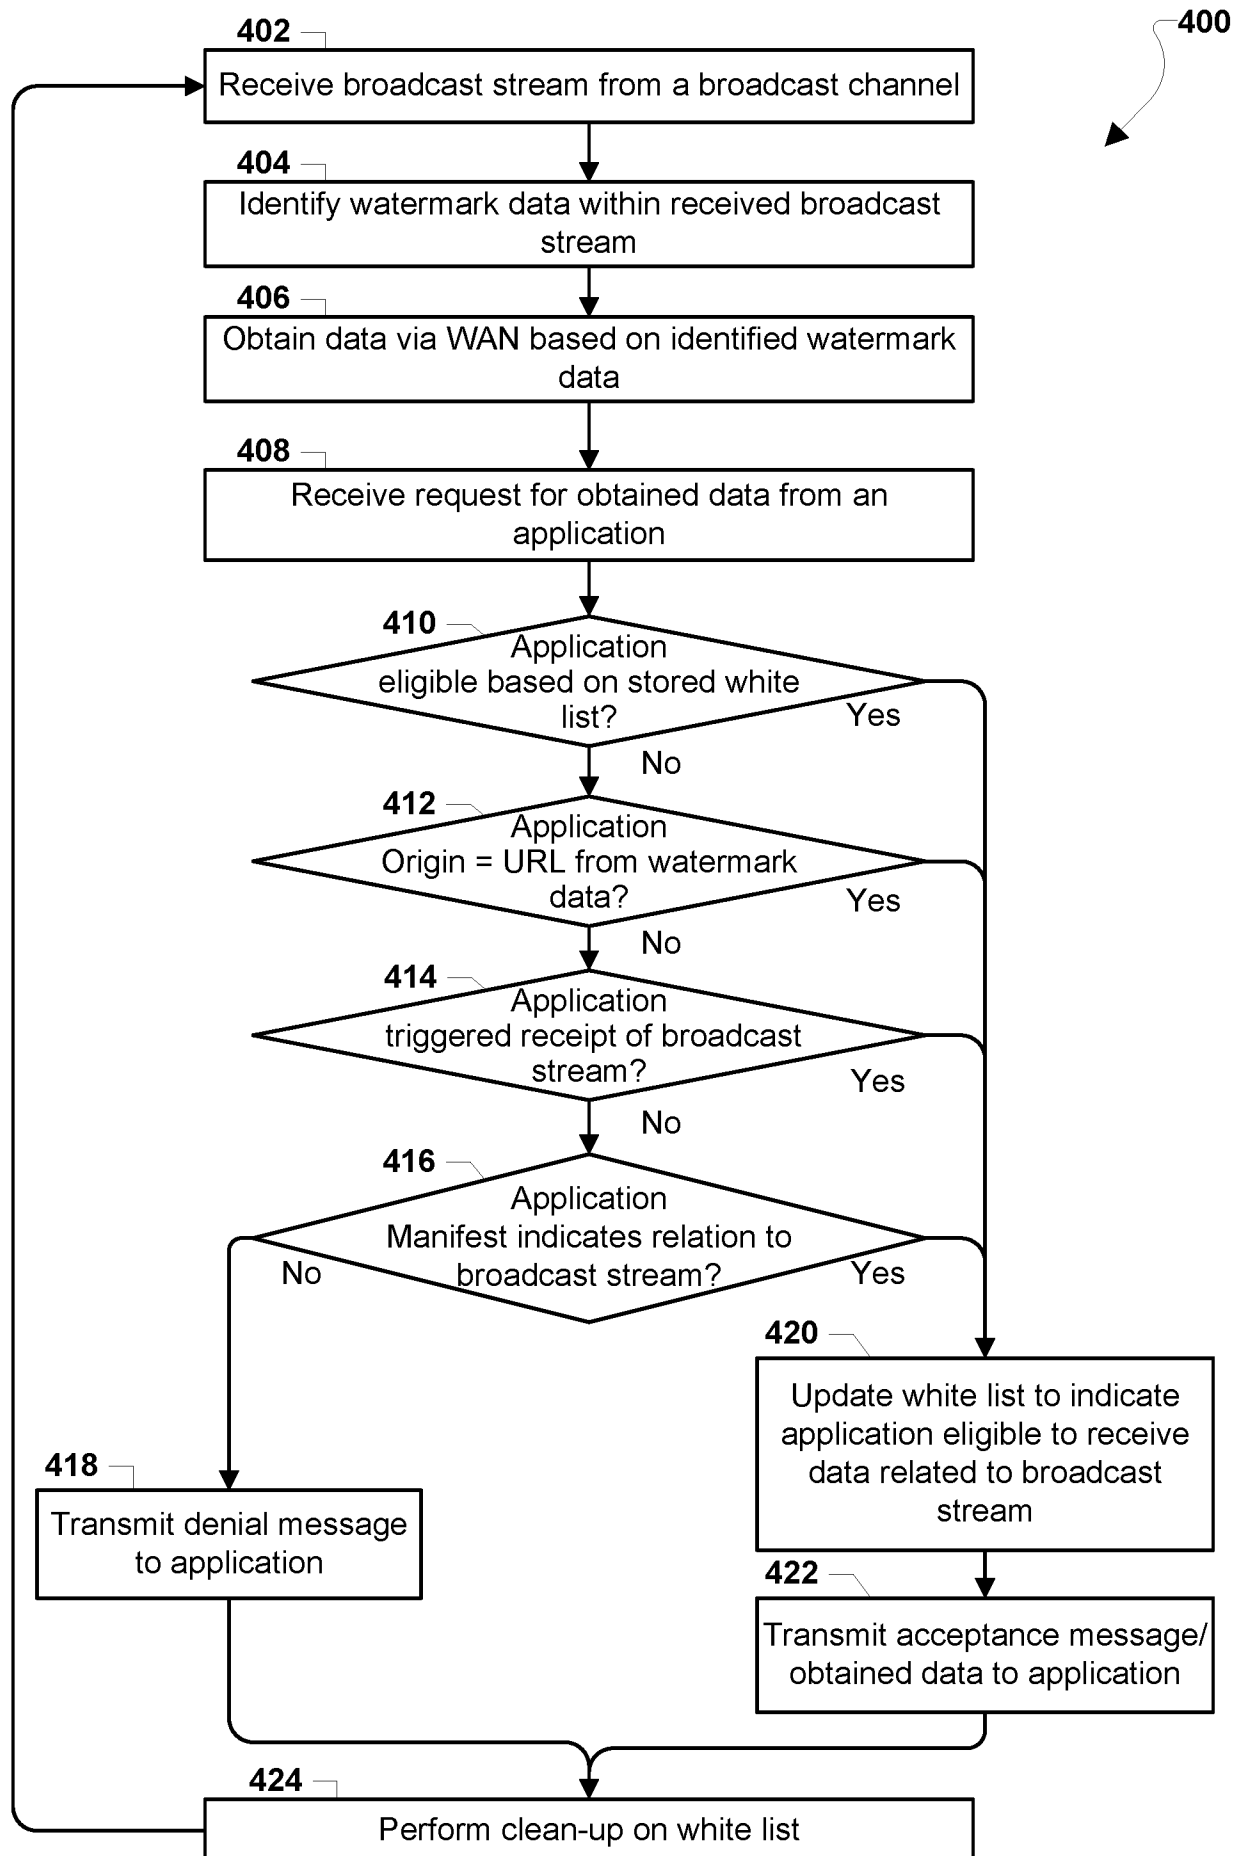 400
402
Receive broadcast stream from a broadcast channel
404
Identify watermark data within received broadcast
stream
406
Obtain data via WAN based on identified watermark
data
408
Receive request for obtained data from an
application
410
Application
eligible based on stored white
list?
Yes
No
412
Application
Origin = URL from watermark
data?
Yes
No
414
Application
triggered receipt of broadcast
stream?
Yes
No
416
Application
Manifest indicates relation to
broadcast stream?
No
Yes
420
Update white list to indicate
application eligible to receive
data related to broadcast
stream
418
Transmit denial message
to application
422
Transmit acceptance message/
obtained data to application
424
Perform clean-up on white list